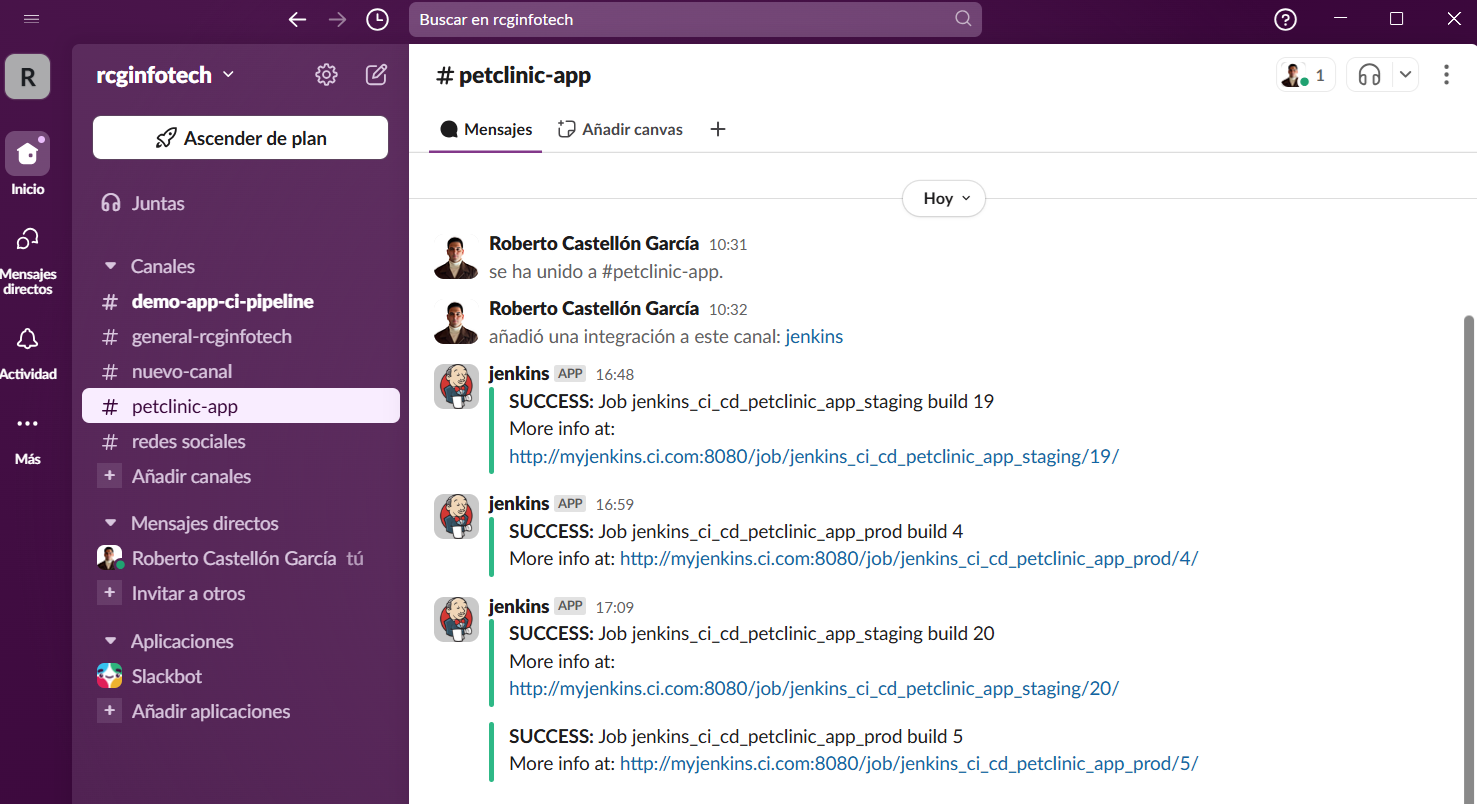 Buscar en rcginfotech
R
rcginfotech
Ascender de plan
Inicio
Mensajes
directos
Actividad
Más
Juntas
Canales
# demo-app-ci-pipeline
# general-rcginfotech
# nuevo-canal
# petclinic-app
# redes sociales
+ Añadir canales
Mensajes directos
Roberto Castellón García tú
+ Invitar a otros
Aplicaciones
Slackbot
+ Añadir aplicaciones
# petclinic-app
1
Mensajes Añadir canvas +
Hoy
Roberto Castellón García 10:31
se ha unido a #petclinic-app.
Roberto Castellón García 10:32
añadió una integración a este canal: jenkins
jenkins APP 16:48
SUCCESS: Job jenkins_ci_cd_petclinic_app_staging build 19
More info at:
http://myjenkins.ci.com:8080/job/jenkins_ci_cd_petclinic_app_staging/19/
jenkins APP 16:59
SUCCESS: Job jenkins_ci_cd_petclinic_app_prod build 4
More info at: http://myjenkins.ci.com:8080/job/jenkins_ci_cd_petclinic_app_prod/4/
jenkins APP 17:09
SUCCESS: Job jenkins_ci_cd_petclinic_app_staging build 20
More info at:
http://myjenkins.ci.com:8080/job/jenkins_ci_cd_petclinic_app_staging/20/
SUCCESS: Job jenkins_ci_cd_petclinic_app_prod build 5
More info at: http://myjenkins.ci.com:8080/job/jenkins_ci_cd_petclinic_app_prod/5/